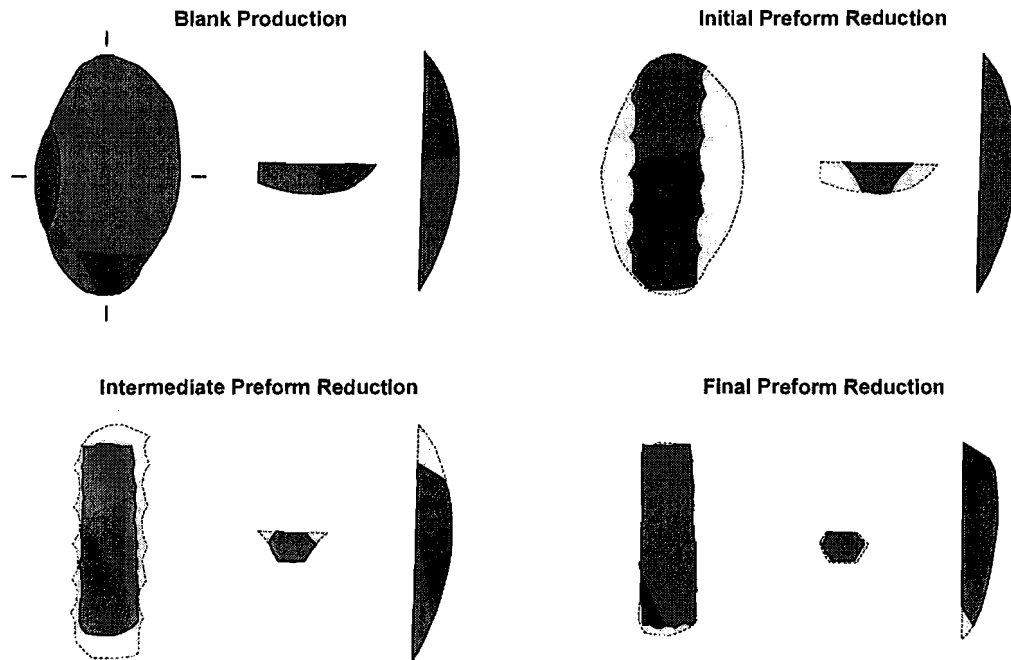 Blank Production
Initial Preform Reduction
Intermediate Preform Reduction
Final Preform Reduction